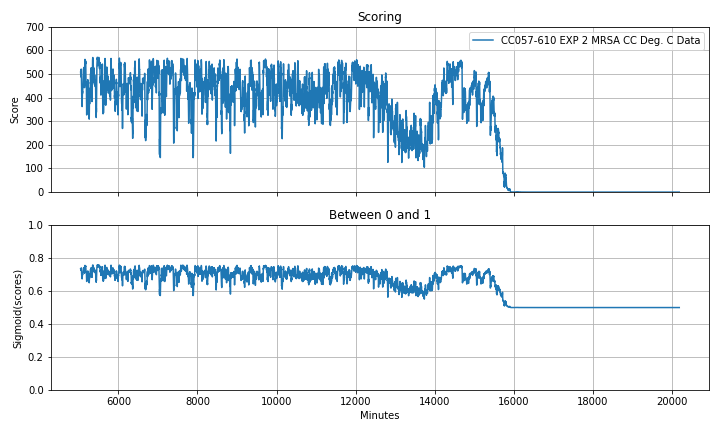 Scoring
700
600
500
400
300
200
100
0
Score
CC057-610 EXP 2 MRSA CC Deg. C Data
Between 0 and 1
1.0
0.8
0.6
0.4
0.2
0.0
Sigmoid(scores)
6000 8000 10000 12000 14000 16000 18000 20000
Minutes